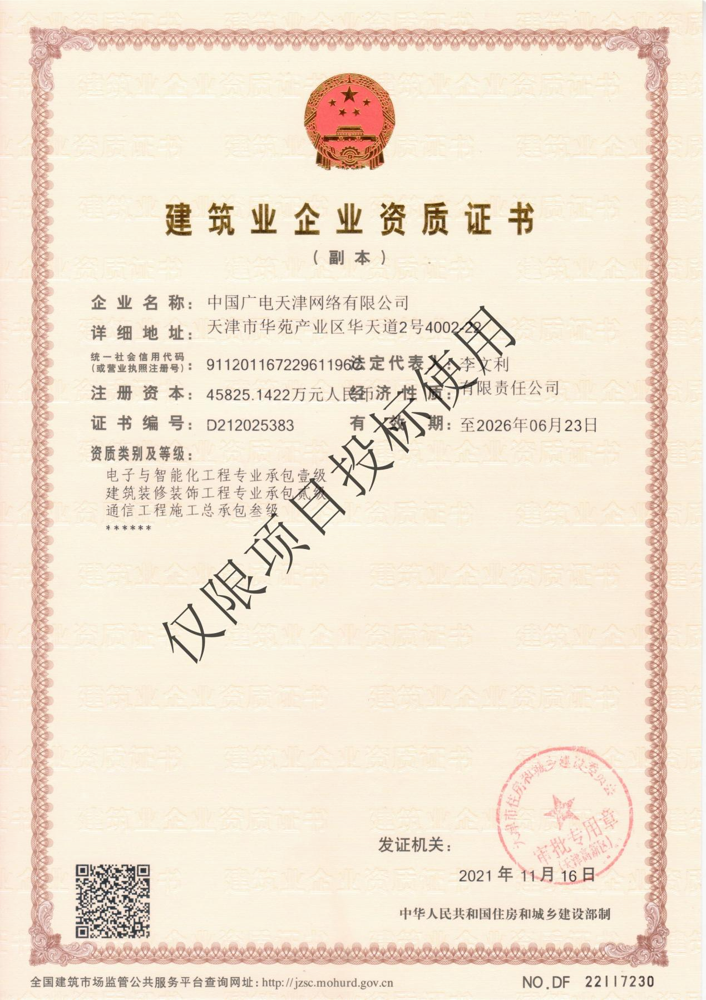 建筑业企业资质证书
（副本）
企业名称：中国广电天津网络有限公司
详细地址：天津市华苑产业区华天道2号4002-22
统一社会信用代码
(或营业执照注册号)：91120116722961196C 法定代表人：李文利
注册资本：45825.1422万元人民币 经济性质：有限责任公司
证书编号：D212025383 有效期：至2026年06月23日
资质类别及等级：
电子与智能化工程专业承包壹级
建筑装修装饰工程专业承包贰级
通信工程施工总承包叁级
******
仅限项目投标使用
天津市住房和城乡建设委员会
审批专用章
(天津高新区)
发证机关：
2021年11月16日
中华人民共和国住房和城乡建设部制
全国建筑市场监管公共服务平台查询网址：http://jzsc.mohurd.gov.cn
NO.DF 22117230